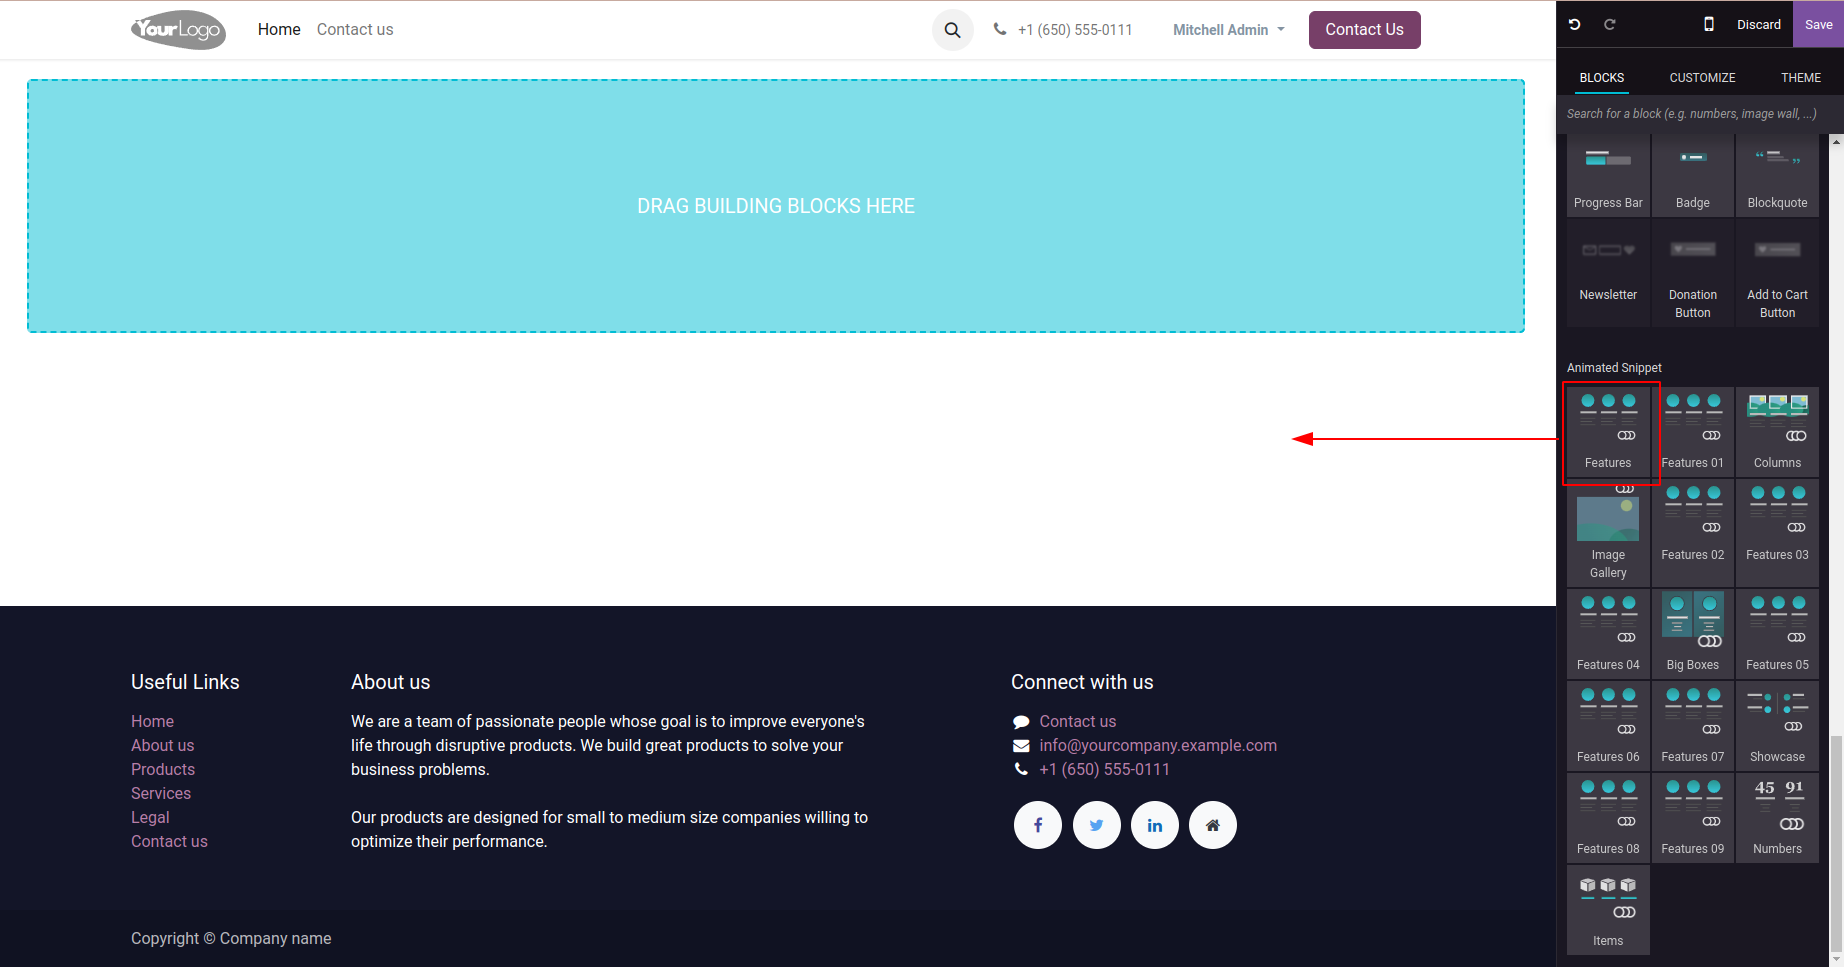 YourLogo
Home
Contact us
+1 (650) 555-0111
Mitchell Admin
Contact Us
Discard
Save
BLOCKS
CUSTOMIZE
THEME
Search for a block (e.g. numbers, image wall, ...)
DRAG BUILDING BLOCKS HERE
Progress Bar
Badge
Blockquote
Newsletter
Donation
Button
Add to Cart
Button
Animated Snippet
Features
Features 01
Columns
Image
Gallery
Features 02
Features 03
Features 04
Big Boxes
Features 05
Features 06
Features 07
Showcase
Features 08
Features 09
45 91
Numbers
Items
Useful Links
Home
About us
Products
Services
Legal
Contact us
About us
We are a team of passionate people whose goal is to improve everyone's
life through disruptive products. We build great products to solve your
business problems.
Our products are designed for small to medium size companies willing to
optimize their performance.
Connect with us
Contact us
info@yourcompany.example.com
+1 (650) 555-0111
Copyright © Company name